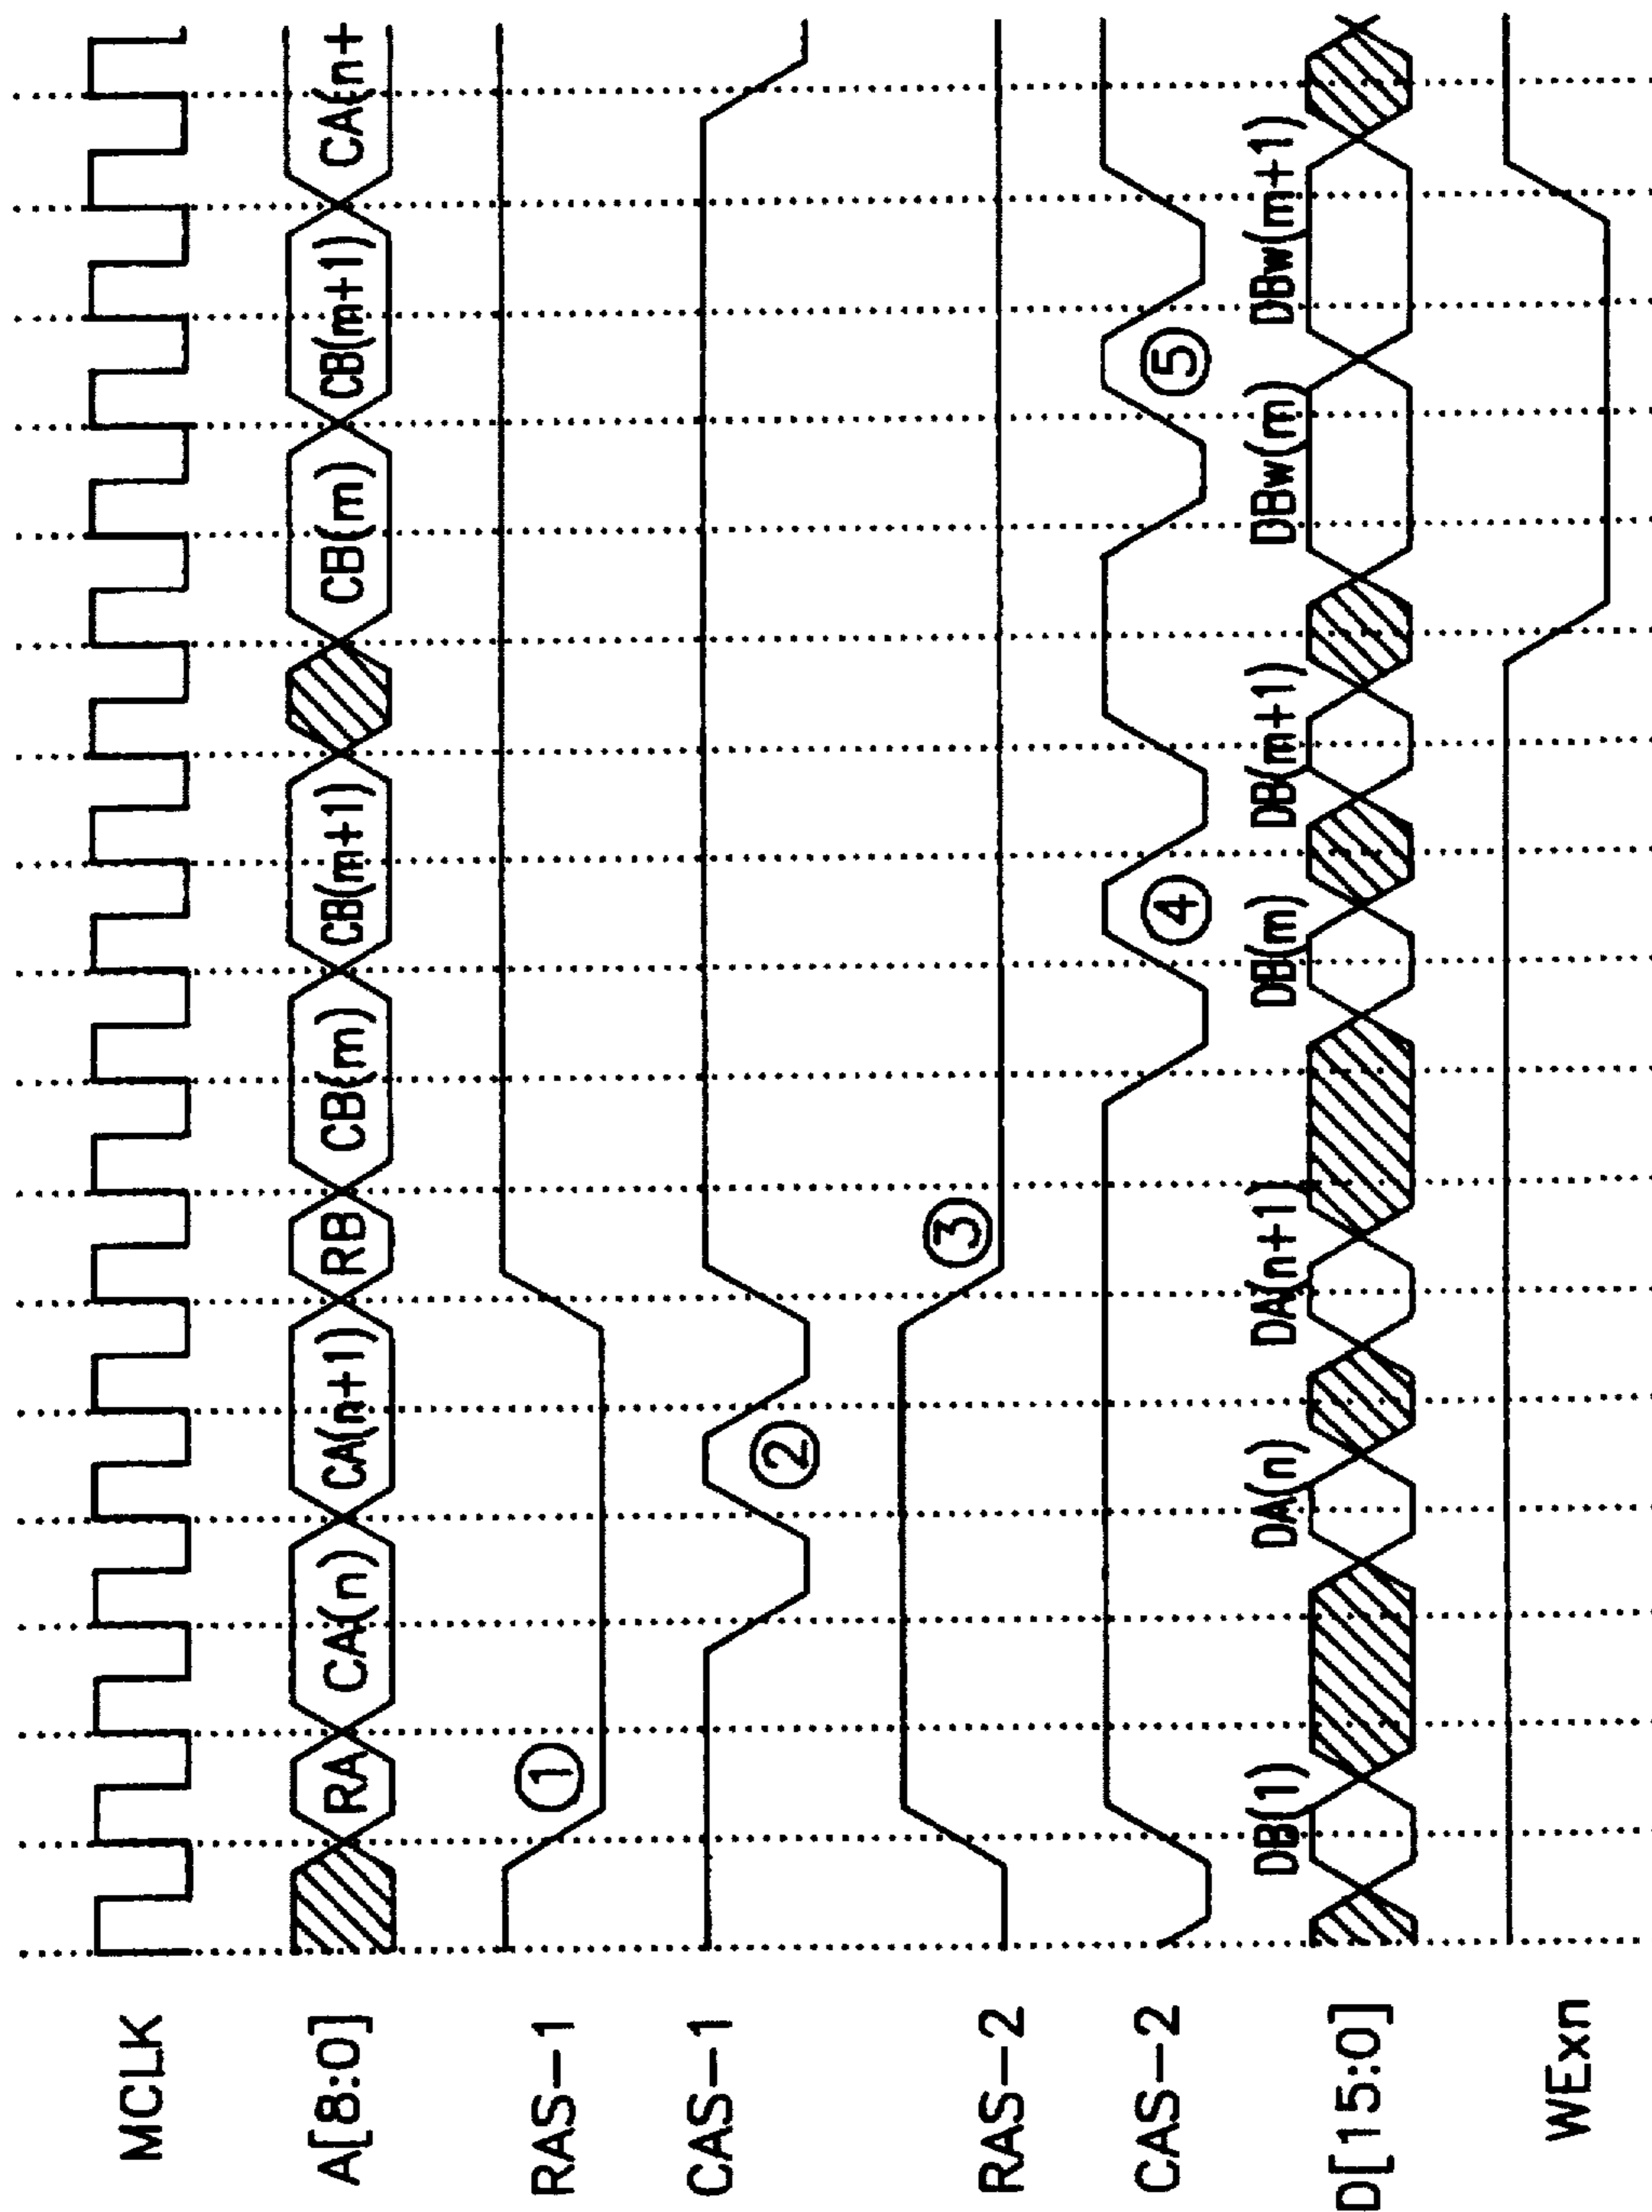 MCLK
A[8:0] RA CA(n) CA(n+1) RB CB(m) CB(m+1) CB(m) CB(m+1) CA(n+
RAS-1 ①
CAS-1 ②
RAS-2 ③
CAS-2 ④ ⑤
D[15:0] DB(1) DA(n) DA(n+1) DB(m) DB(m+1) DBw(m) DBw(m+1)
WExn